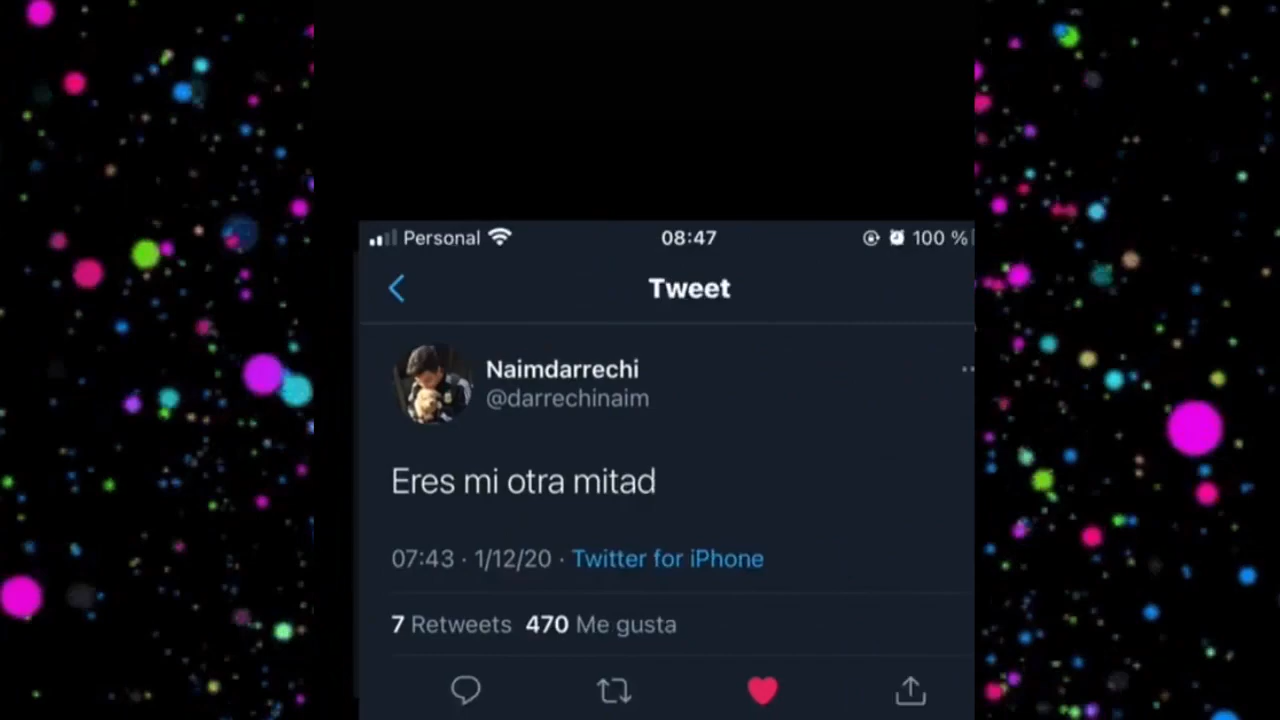 Personal 08:47 100 %
Tweet
Naimdarrechi
@darrechinaim
Eres mi otra mitad
07:43 · 1/12/20 · Twitter for iPhone
7 Retweets 470 Me gusta